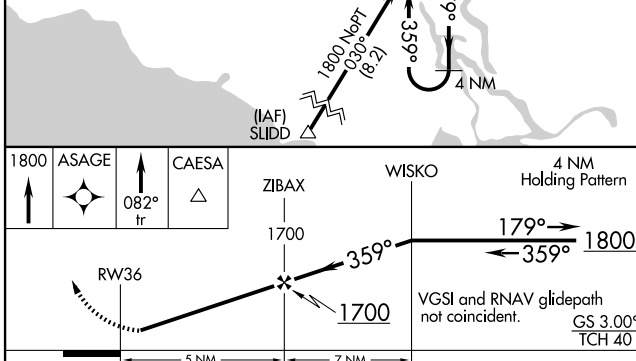 1800 NoPT
030°
(8.2)
359°
9°
4 NM
(IAF)
SLIDD
1800
ASAGE
082°
tr
CAESA
ZIBAX
WISKO
4 NM
Holding Pattern
1700
179°
1800
359°
359°
RW36
1700
VGSI and RNAV glidepath
not coincident.
GS 3.00°
TCH 40
5 NM
7 NM